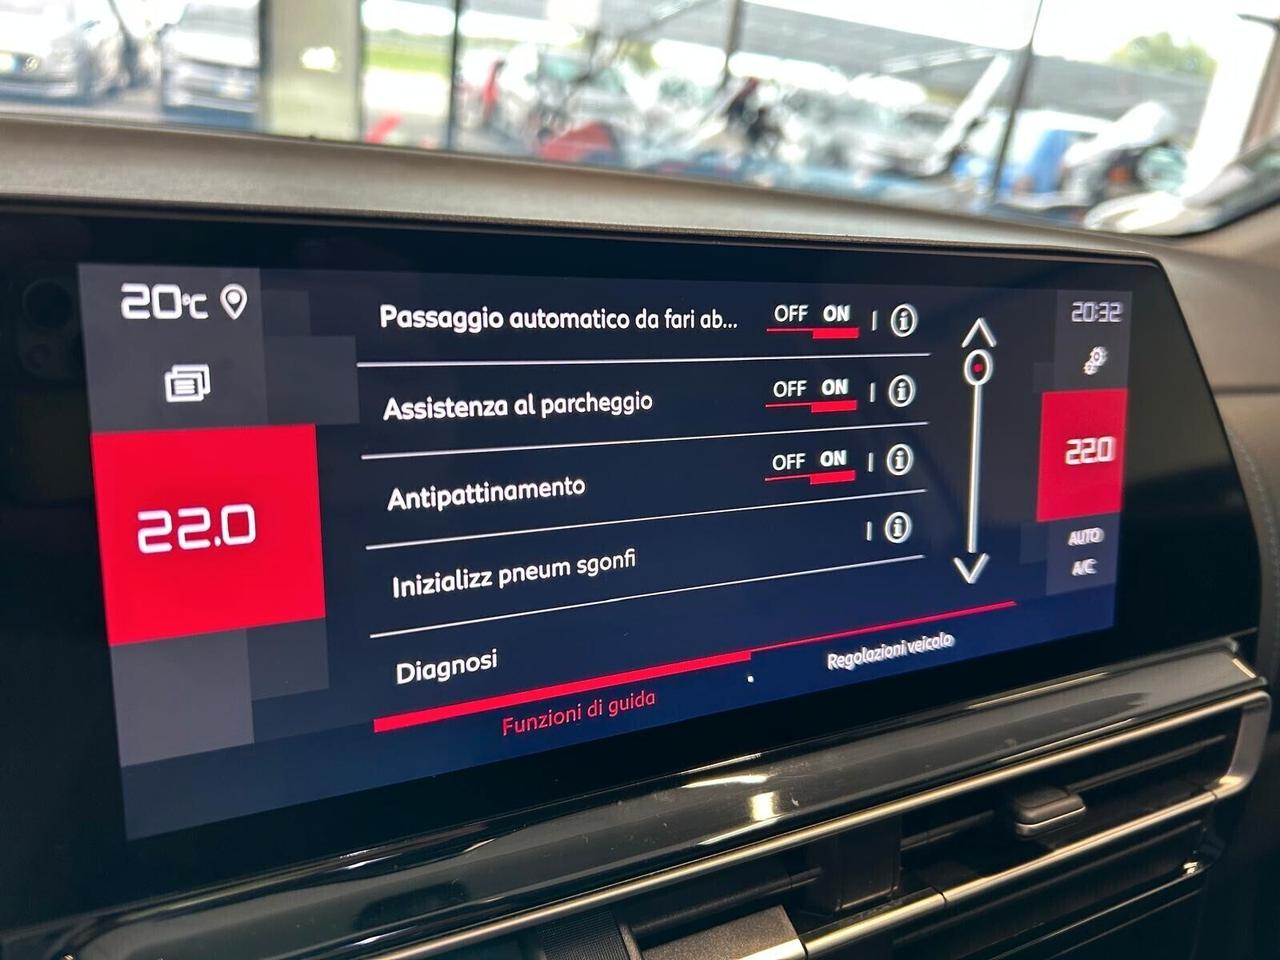 20°C
20:32
Passaggio automatico da fari ab... OFF ON
Assistenza al parcheggio OFF ON
Antipattinamento OFF ON
Inizializz pneum sgonfi
Diagnosi
22.0
22.0
AUTO
A/C
Funzioni di guida
Regolazioni veicolo